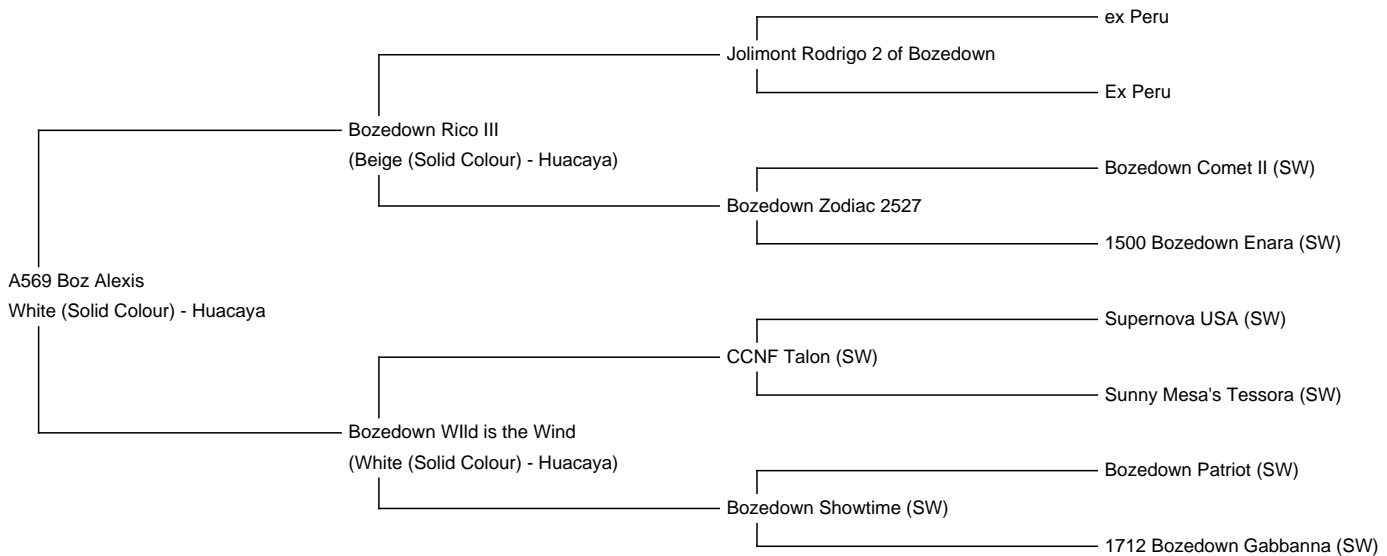 ex Peru
Jolimont Rodrigo 2 of Bozedown
Ex Peru
Bozedown Rico III
(Beige (Solid Colour) - Huacaya)
Bozedown Comet II (SW)
Bozedown Zodiac 2527
1500 Bozedown Enara (SW)
A569 Boz Alexis
White (Solid Colour) - Huacaya
Supernova USA (SW)
CCNF Talon (SW)
Sunny Mesa's Tessora (SW)
Bozedown WIld is the Wind
(White (Solid Colour) - Huacaya)
Bozedown Patriot (SW)
Bozedown Showtime (SW)
1712 Bozedown Gabbanna (SW)